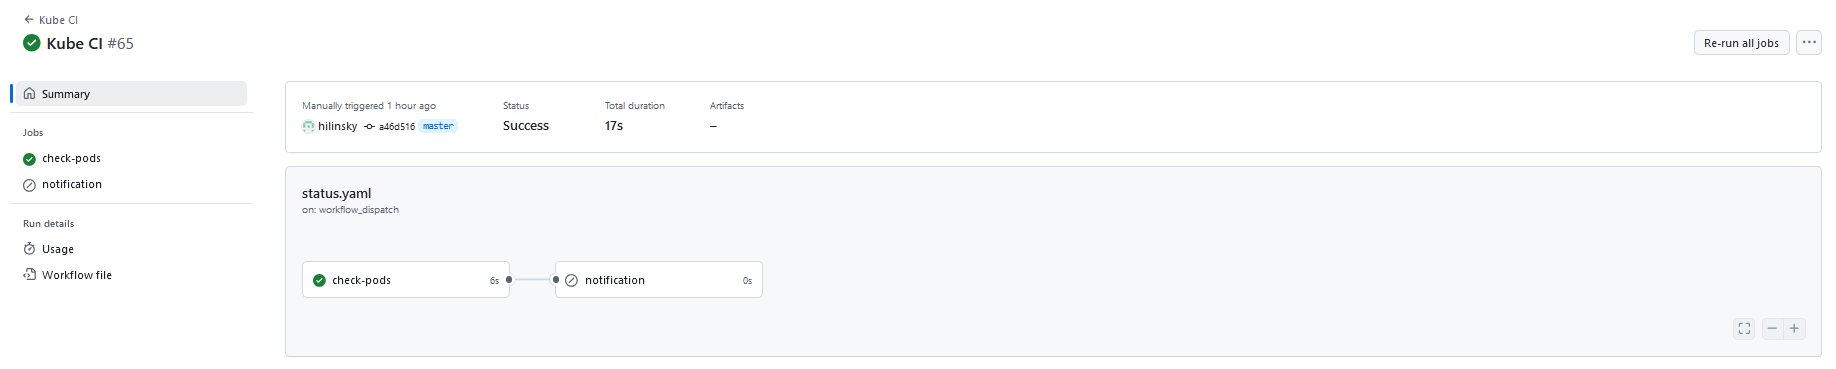 Kube CI
Kube CI #65
Re-run all jobs
Summary
Jobs
check-pods
notification
Run details
Usage
Workflow file
Manually triggered 1 hour ago
hilinsky a46d516 master
Status
Success
Total duration
17s
Artifacts
–
status.yaml
on: workflow_dispatch
check-pods 6s
notification 0s